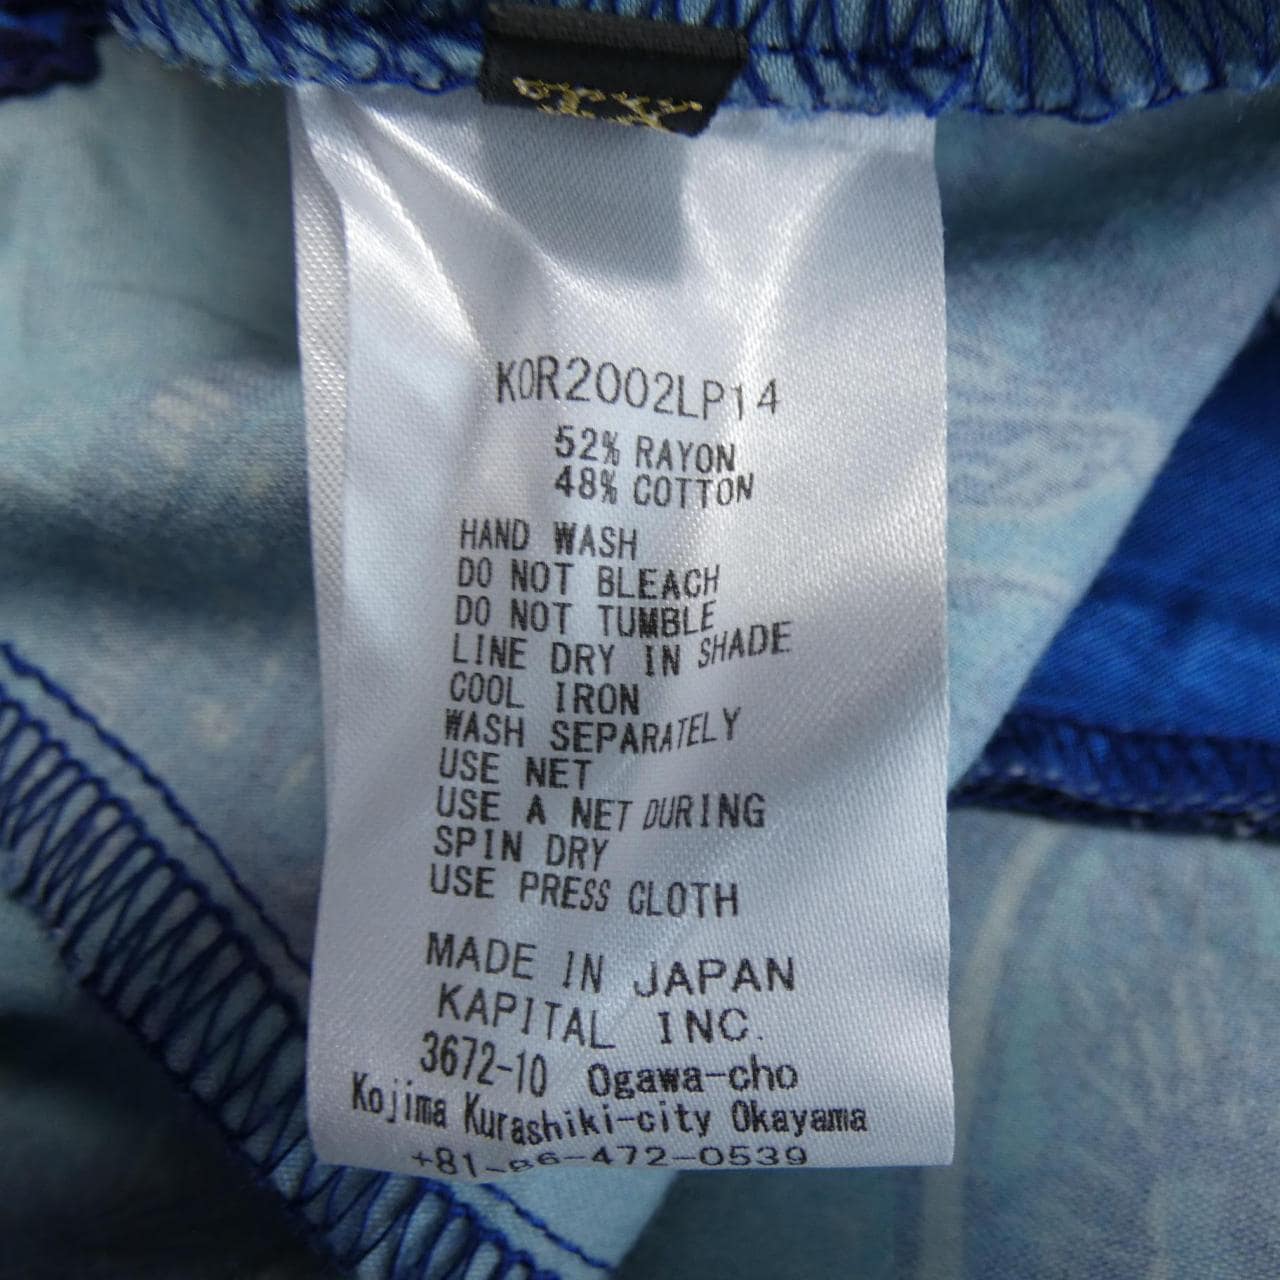 KOR2002LP14
52% RAYON
48% COTTON
HAND WASH
DO NOT BLEACH
DO NOT TUMBLE
LINE DRY IN SHADE
COOL IRON
WASH SEPARATELY
USE NET
USE A NET DURING
SPIN DRY
USE PRESS CLOTH
MADE IN JAPAN
KAPITAL INC.
3672-10 Ogawa-cho
Kojima Kurashiki-city Okayama
+81-86-472-0539